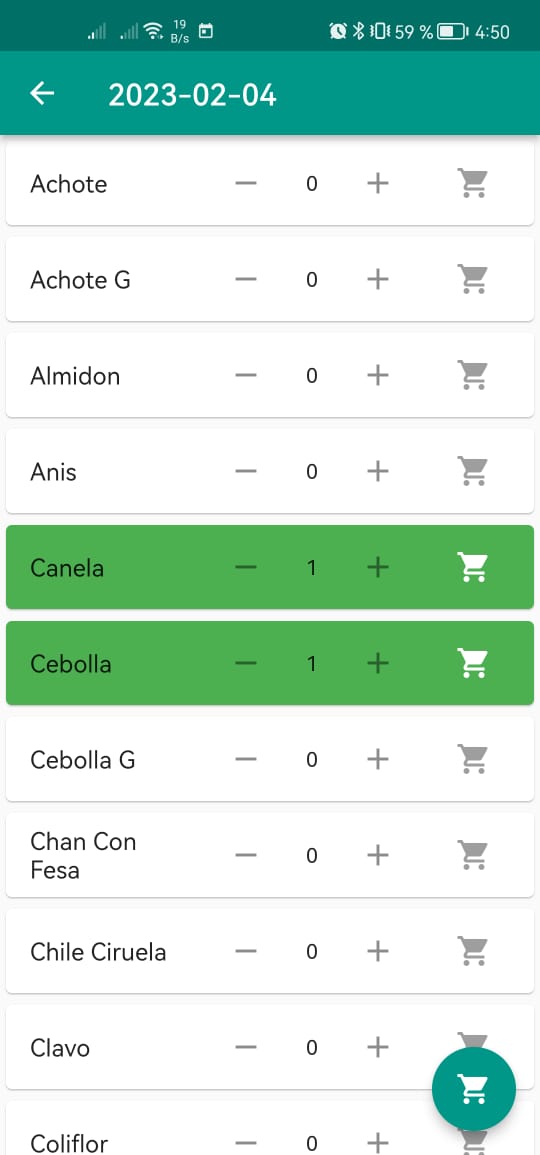 19
B/s
59 %
4:50
2023-02-04
Achote 0
Achote G 0
Almidon 0
Anis 0
Canela 1
Cebolla 1
Cebolla G 0
Chan Con
Fesa 0
Chile Ciruela 0
Clavo 0
Coliflor 0